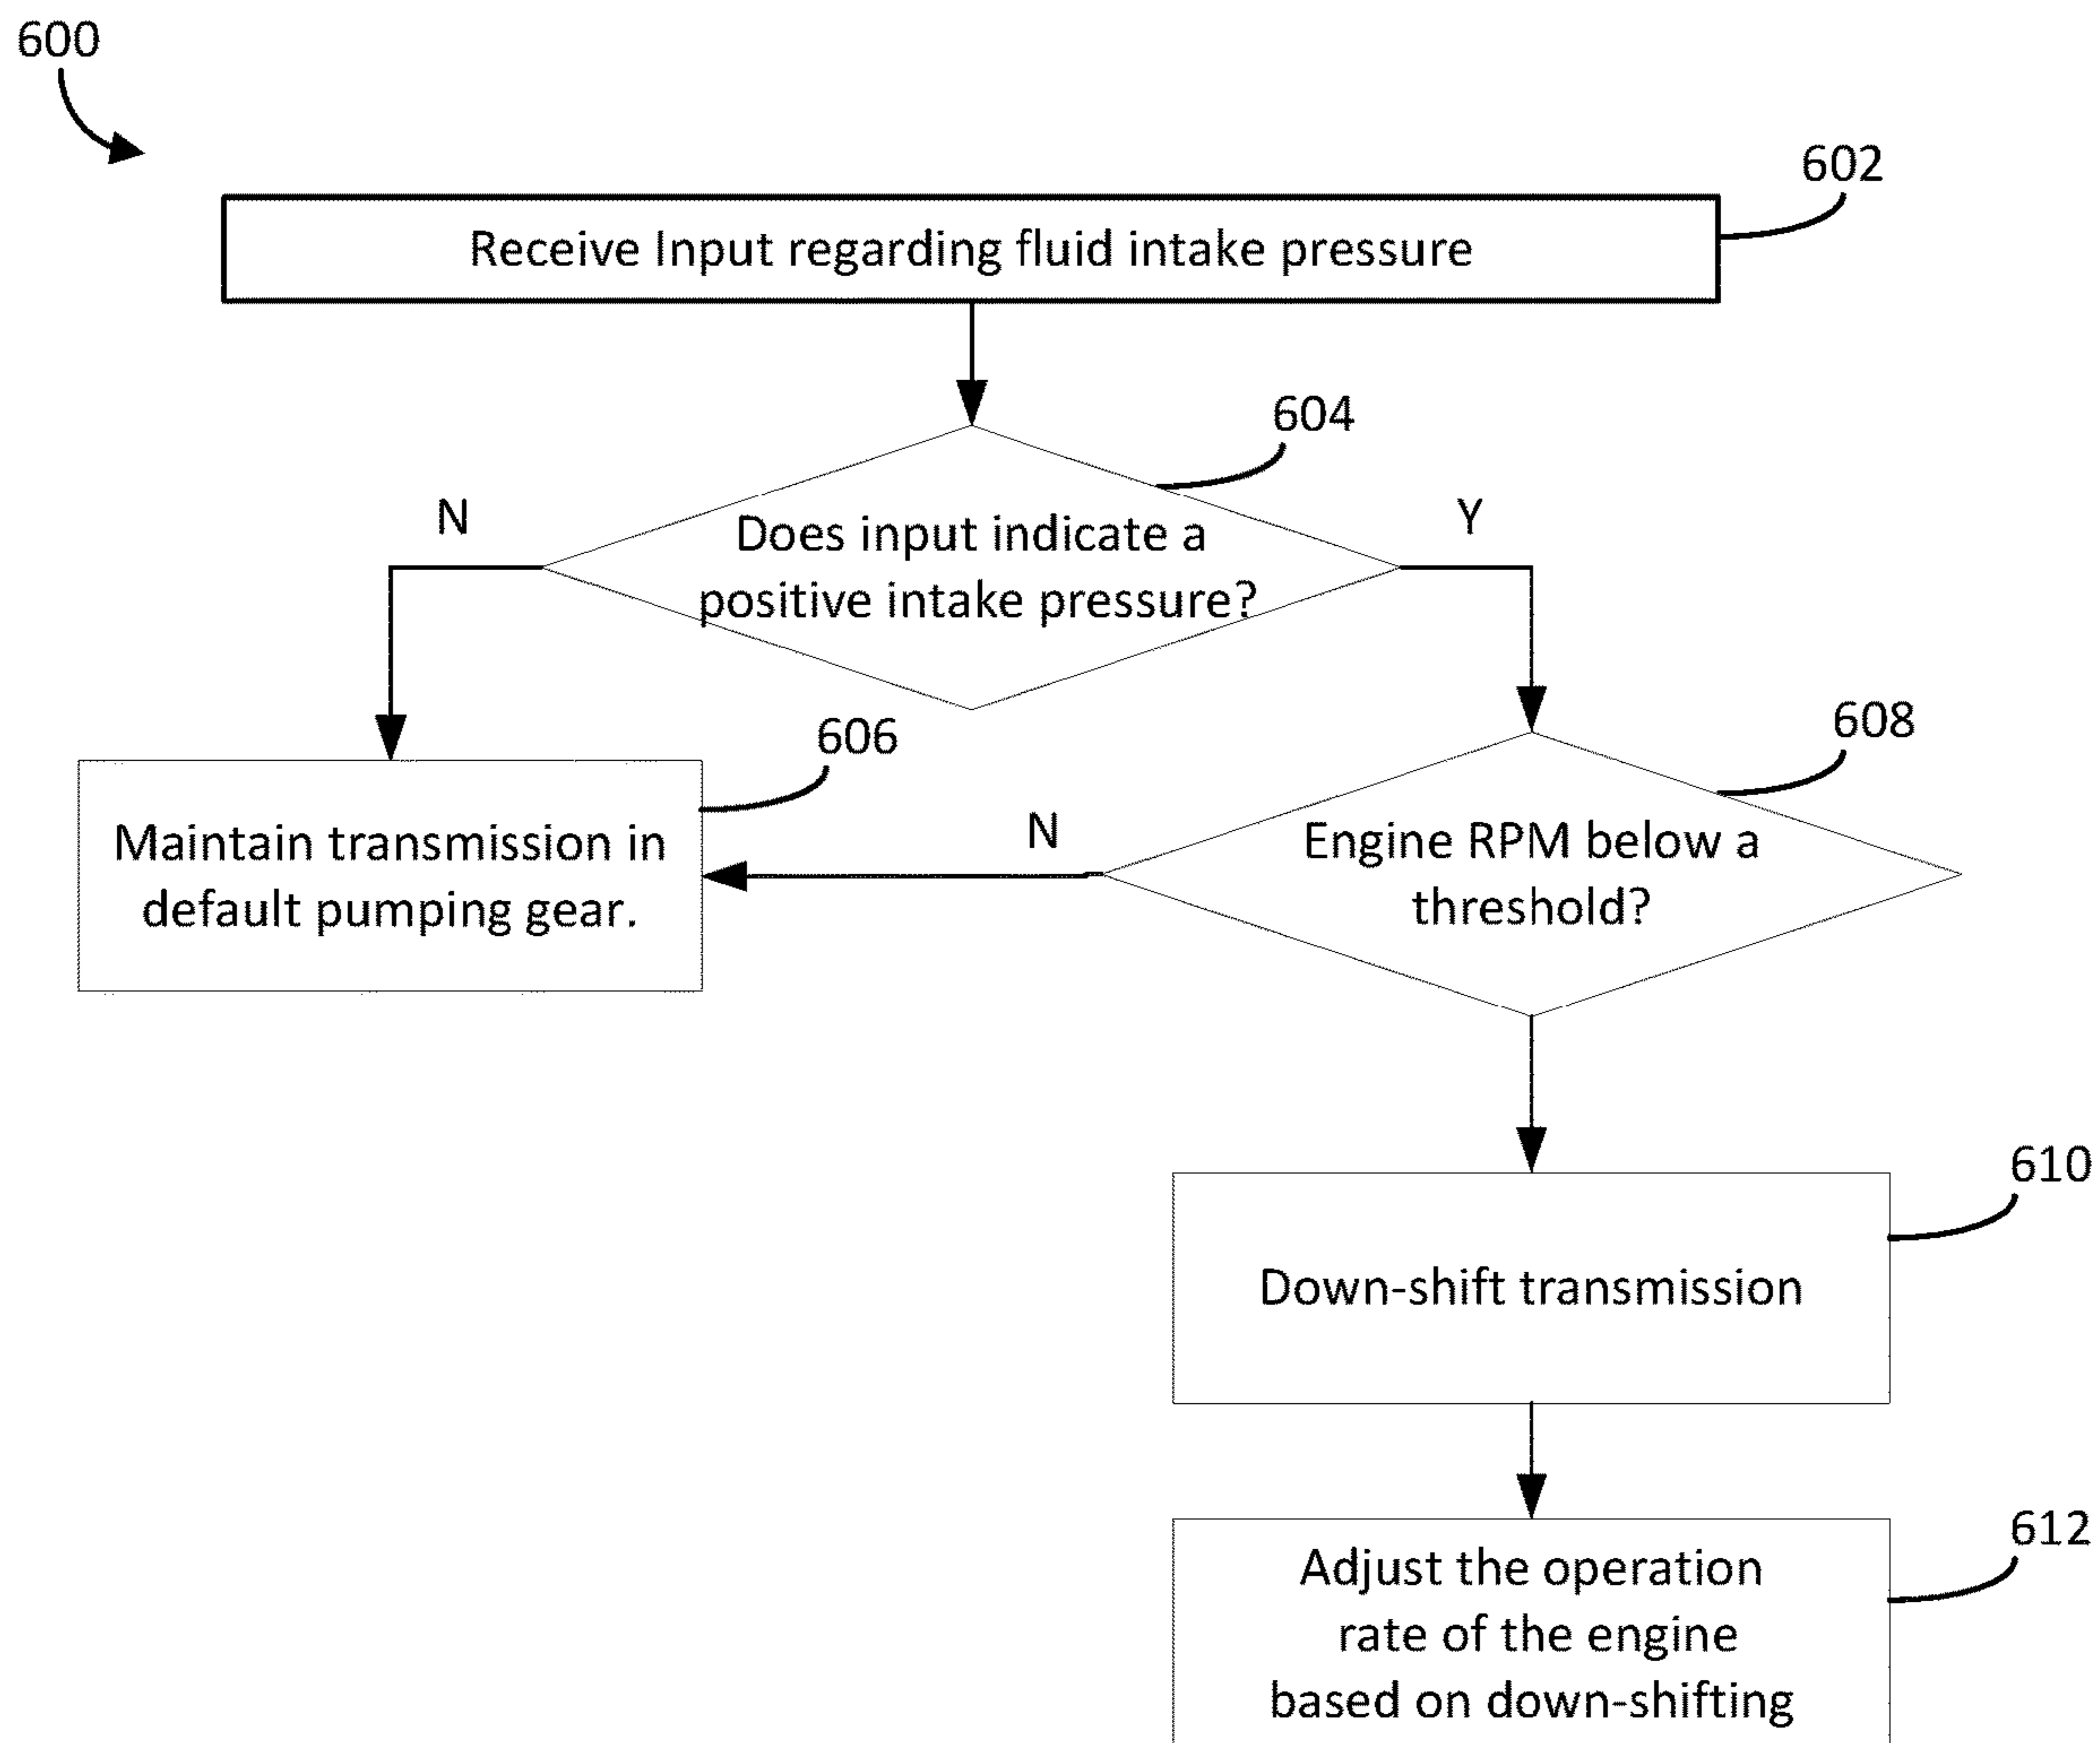 600
602
Receive Input regarding fluid intake pressure
604
N
Y
Does input indicate a
positive intake pressure?
606
608
Maintain transmission in
default pumping gear.
N
Engine RPM below a
threshold?
610
Down-shift transmission
612
Adjust the operation
rate of the engine
based on down-shifting